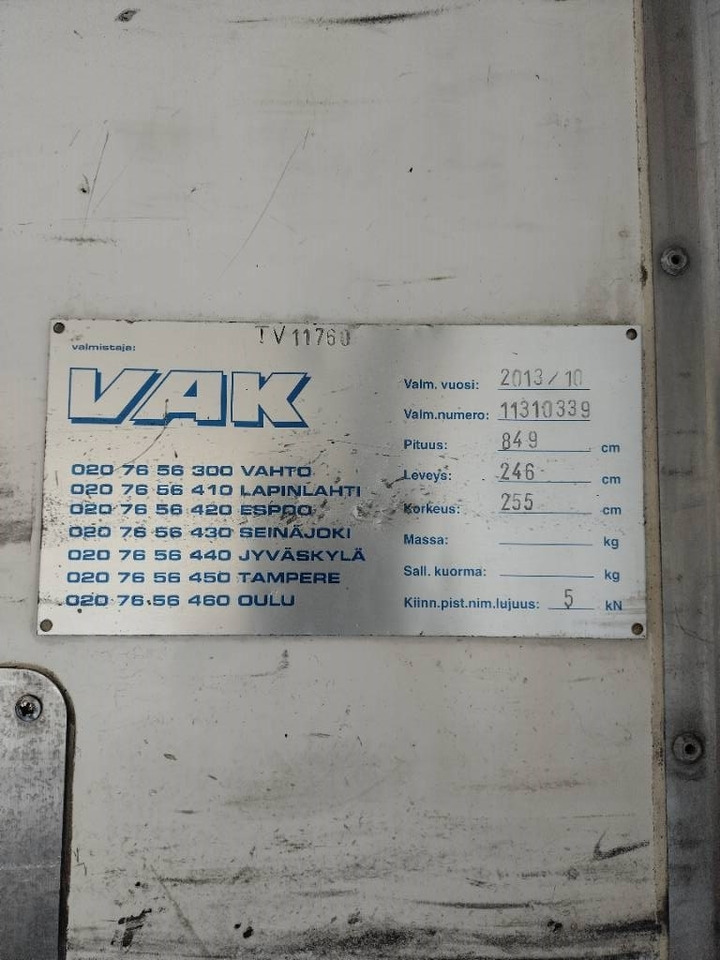 TV11760
valmistaja:
VAK
020 76 56 300 VAHTO
020 76 56 410 LAPINLAHTI
020 76 56 420 ESPOO
020 76 56 430 SEINÄJOKI
020 76 56 440 JYVÄSKYLÄ
020 76 56 450 TAMPERE
020 76 56 460 OULU
Valm. vuosi: 2013/10
Valm.numero: 11310339
Pituus: 849 cm
Leveys: 246 cm
Korkeus: 255 cm
Massa: kg
Sall. kuorma: kg
Kiinn.pist.nim.lujuus: 5 kN